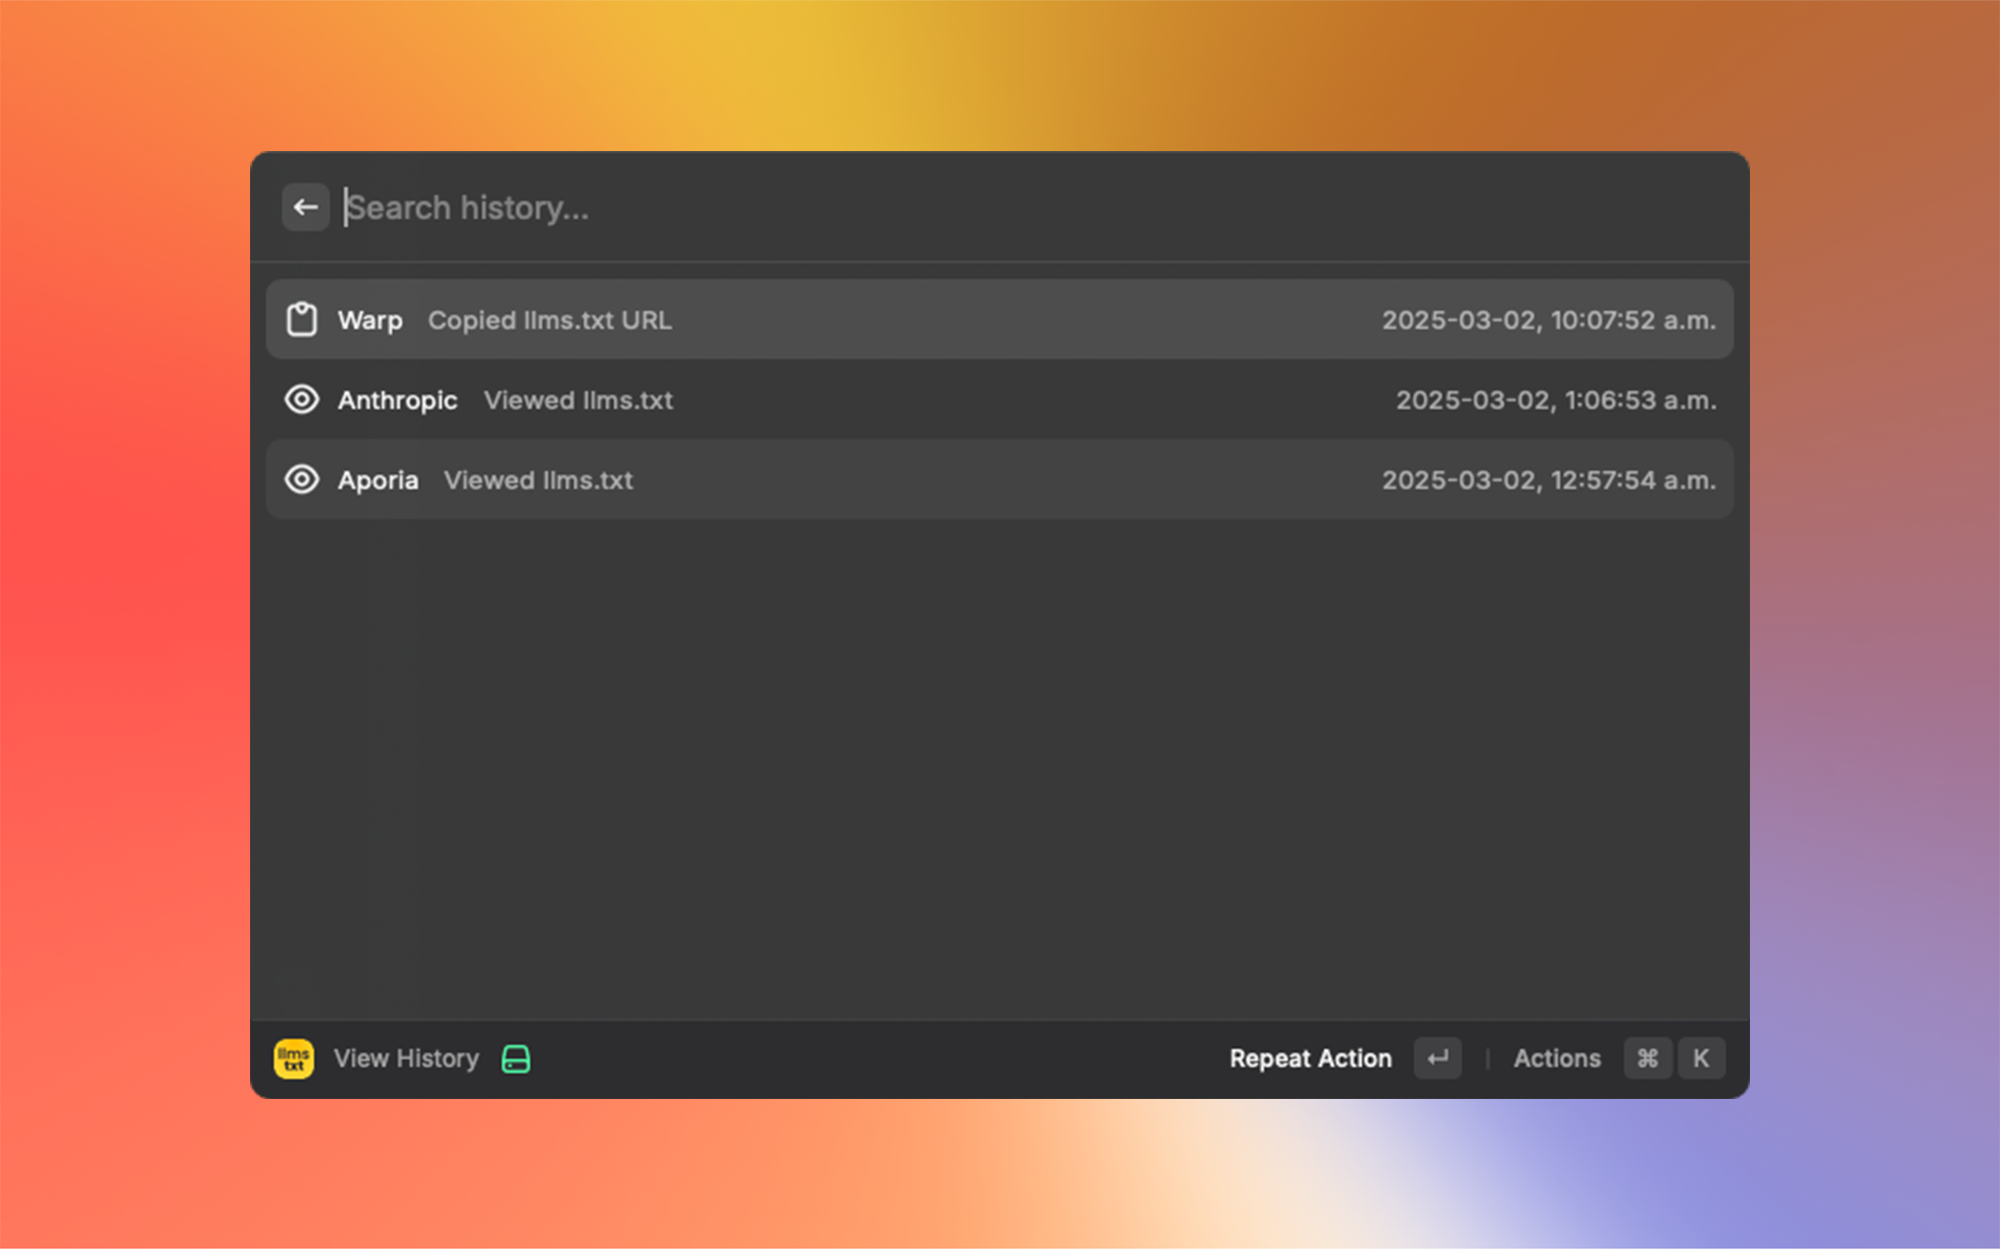 Search history...
Warp Copied llms.txt URL 2025-03-02, 10:07:52 a.m.
Anthropic Viewed llms.txt 2025-03-02, 1:06:53 a.m.
Aporia Viewed llms.txt 2025-03-02, 12:57:54 a.m.
llms
txt
View History Repeat Action ↵ | Actions ⌘ K